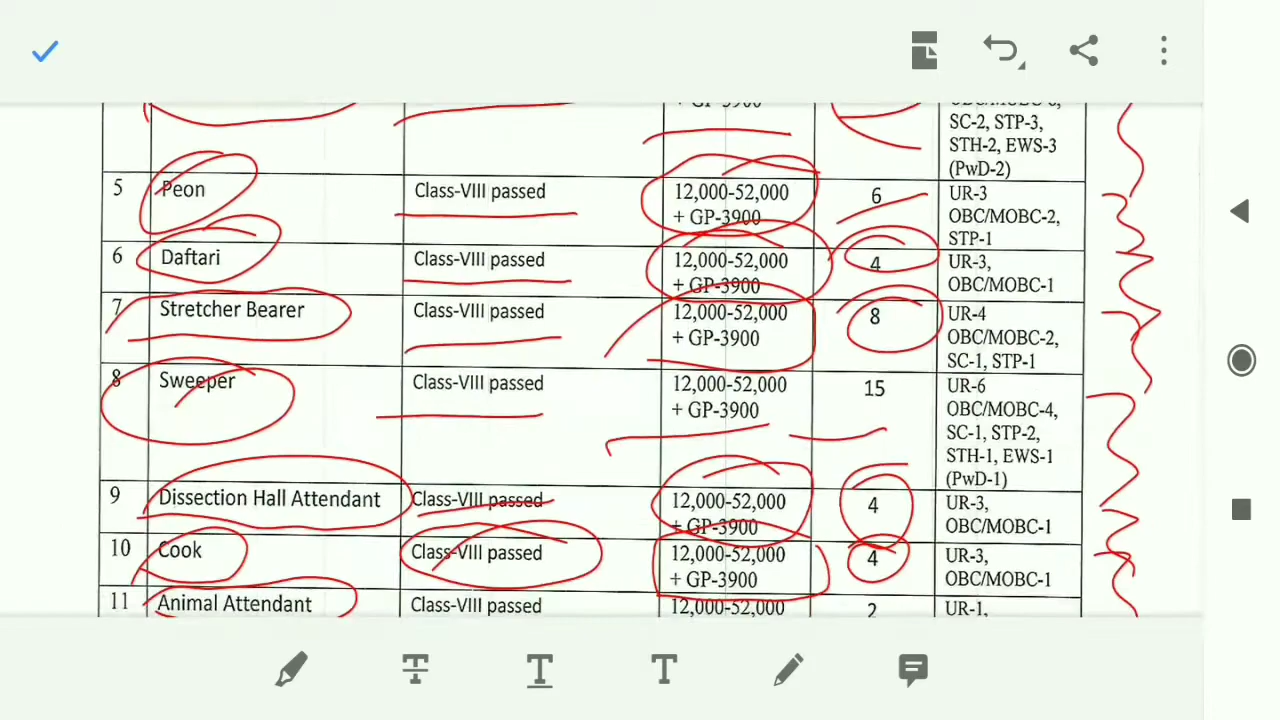 + GP-3900
SC-2, STP-3,
STH-2, EWS-3
(PwD-2)
5 Peon Class-VIII passed 12,000-52,000 6 UR-3
+ GP-3900 OBC/MOBC-2,
STP-1
6 Daftari Class-VIII passed 12,000-52,000 4 UR-3,
+ GP-3900 OBC/MOBC-1
7 Stretcher Bearer Class-VIII passed 12,000-52,000 8 UR-4
+ GP-3900 OBC/MOBC-2,
SC-1, STP-1
8 Sweeper Class-VIII passed 12,000-52,000 15 UR-6
+ GP-3900 OBC/MOBC-4,
SC-1, STP-2,
STH-1, EWS-1
(PwD-1)
9 Dissection Hall Attendant Class-VIII passed 12,000-52,000 4 UR-3,
+ GP-3900 OBC/MOBC-1
10 Cook Class-VIII passed 12,000-52,000 4 UR-3,
+ GP-3900 OBC/MOBC-1
11 Animal Attendant Class-VIII passed 12,000-52,000 2 UR-1,